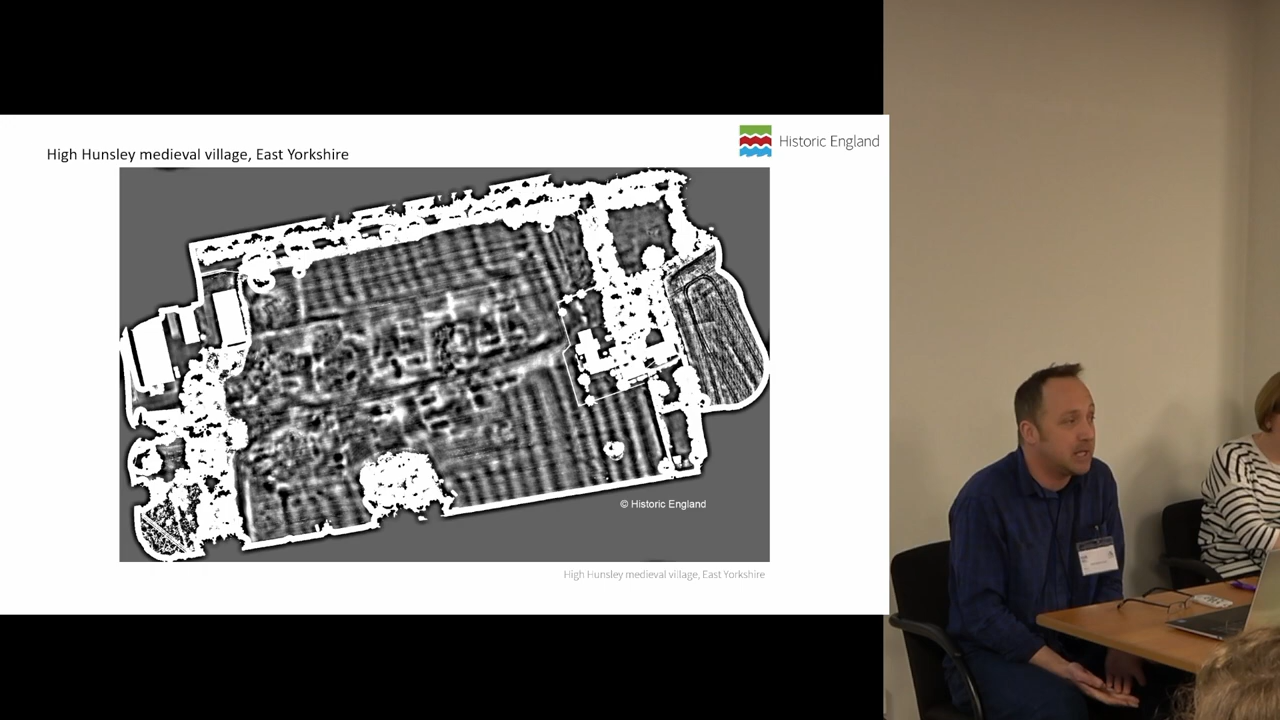 High Hunsley medieval village, East Yorkshire
Historic England
© Historic England
High Hunsley medieval village, East Yorkshire